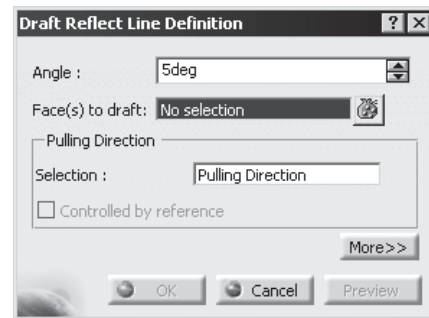 Draft Reflect Line Definition ? X
Angle : 5deg
Face(s) to draft: No selection
Pulling Direction
Selection : Pulling Direction
Controlled by reference
More>>
OK Cancel Preview